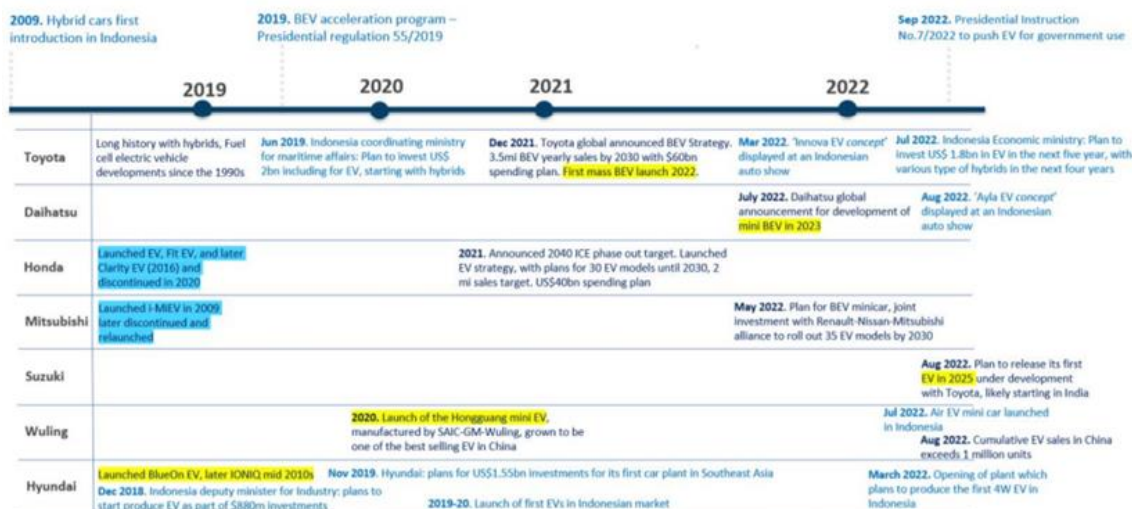 2009. Hybrid cars first
introduction in Indonesia
2019. BEV acceleration program –
Presidential regulation 55/2019
Sep 2022. Presidential Instruction
No.7/2022 to push EV for government use
2019
2020
2021
2022
Toyota
Long history with hybrids, Fuel
cell electric vehicle
developments since the 1990s
Jun 2019. Indonesia coordinating ministry
for maritime affairs: Plan to invest US$
2bn including for EV, starting with hybrids
Dec 2021. Toyota global announced BEV Strategy.
3.5mi BEV yearly sales by 2030 with $60bn
spending plan. First mass BEV launch 2022.
Mar 2022. 'Innova EV concept'
displayed at an Indonesian
auto show
Jul 2022. Indonesia Economic ministry: Plan to
invest US$ 1.8bn in EV in the next five year, with
various type of hybrids in the next four years
Daihatsu
July 2022. Daihatsu global
announcement for development of
mini BEV in 2023
Aug 2022. 'Ayla EV concept'
displayed at an Indonesian
auto show
Honda
Launched EV, Fit EV, and later
Clarity EV (2016) and
discontinued in 2020
2021. Announced 2040 ICE phase out target. Launched
EV strategy, with plans for 30 EV models until 2030, 2
mi sales target. US$40bn spending plan
Mitsubishi
Launched I-MiEV in 2009
later discontinued and
relaunched
May 2022. Plan for BEV minicar, joint
investment with Renault-Nissan-Mitsubishi
alliance to roll out 35 EV models by 2030
Suzuki
Aug 2022. Plan to release its first
EV in 2025 under development
with Toyota, likely starting in India
Wuling
2020. Launch of the Hongguang mini EV,
manufactured by SAIC-GM-Wuling, grown to be
one of the best selling EV in China
Jul 2022. Air EV mini car launched
in Indonesia
Aug 2022. Cumulative EV sales in China
exceeds 1 million units
Hyundai
Launched BlueOn EV, later IONIQ mid 2010s
Dec 2018. Indonesia deputy minister for Industry: plans to
start produce EV as part of $880m investments
Nov 2019. Hyundai: plans for US$1.55bn investments for its first car plant in Southeast Asia
2019-20. Launch of first EVs in Indonesian market
March 2022. Opening of plant which
plans to produce the first 4W EV in
Indonesia